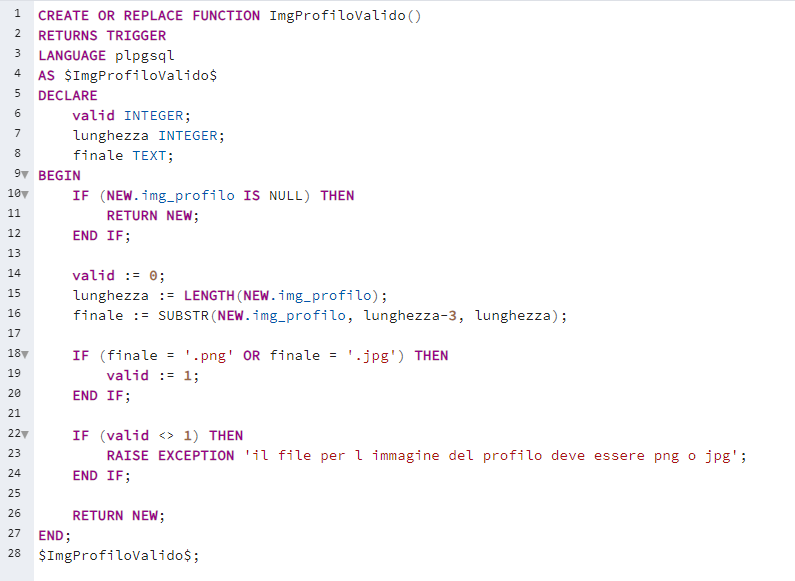 1 CREATE OR REPLACE FUNCTION ImgProfiloValido()
2 RETURNS TRIGGER
3 LANGUAGE plpgsql
4 AS $ImgProfiloValido$
5 DECLARE
6     valid INTEGER;
7     lunghezza INTEGER;
8     finale TEXT;
9 BEGIN
10     IF (NEW.img_profilo IS NULL) THEN
11         RETURN NEW;
12     END IF;
13
14     valid := 0;
15     lunghezza := LENGTH(NEW.img_profilo);
16     finale := SUBSTR(NEW.img_profilo, lunghezza-3, lunghezza);
17
18     IF (finale = '.png' OR finale = '.jpg') THEN
19         valid := 1;
20     END IF;
21
22     IF (valid <> 1) THEN
23         RAISE EXCEPTION 'il file per l immagine del profilo deve essere png o jpg';
24     END IF;
25
26     RETURN NEW;
27 END;
28 $ImgProfiloValido$;